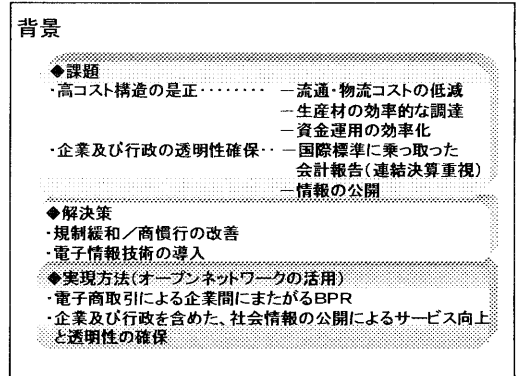 背景
◆課題
・高コスト構造の是正‥‥‥‥ ー流通・物流コストの低減
ー生産材の効率的な調達
ー資金運用の効率化
・企業及び行政の透明性確保‥ ー国際標準に乗っ取った
会計報告(連結決算重視)
ー情報の公開
◆解決策
・規制緩和／商慣行の改善
・電子情報技術の導入
◆実現方法(オープンネットワークの活用)
・電子商取引による企業間にまたがるBPR
・企業及び行政を含めた、社会情報の公開によるサービス向上
と透明性の確保